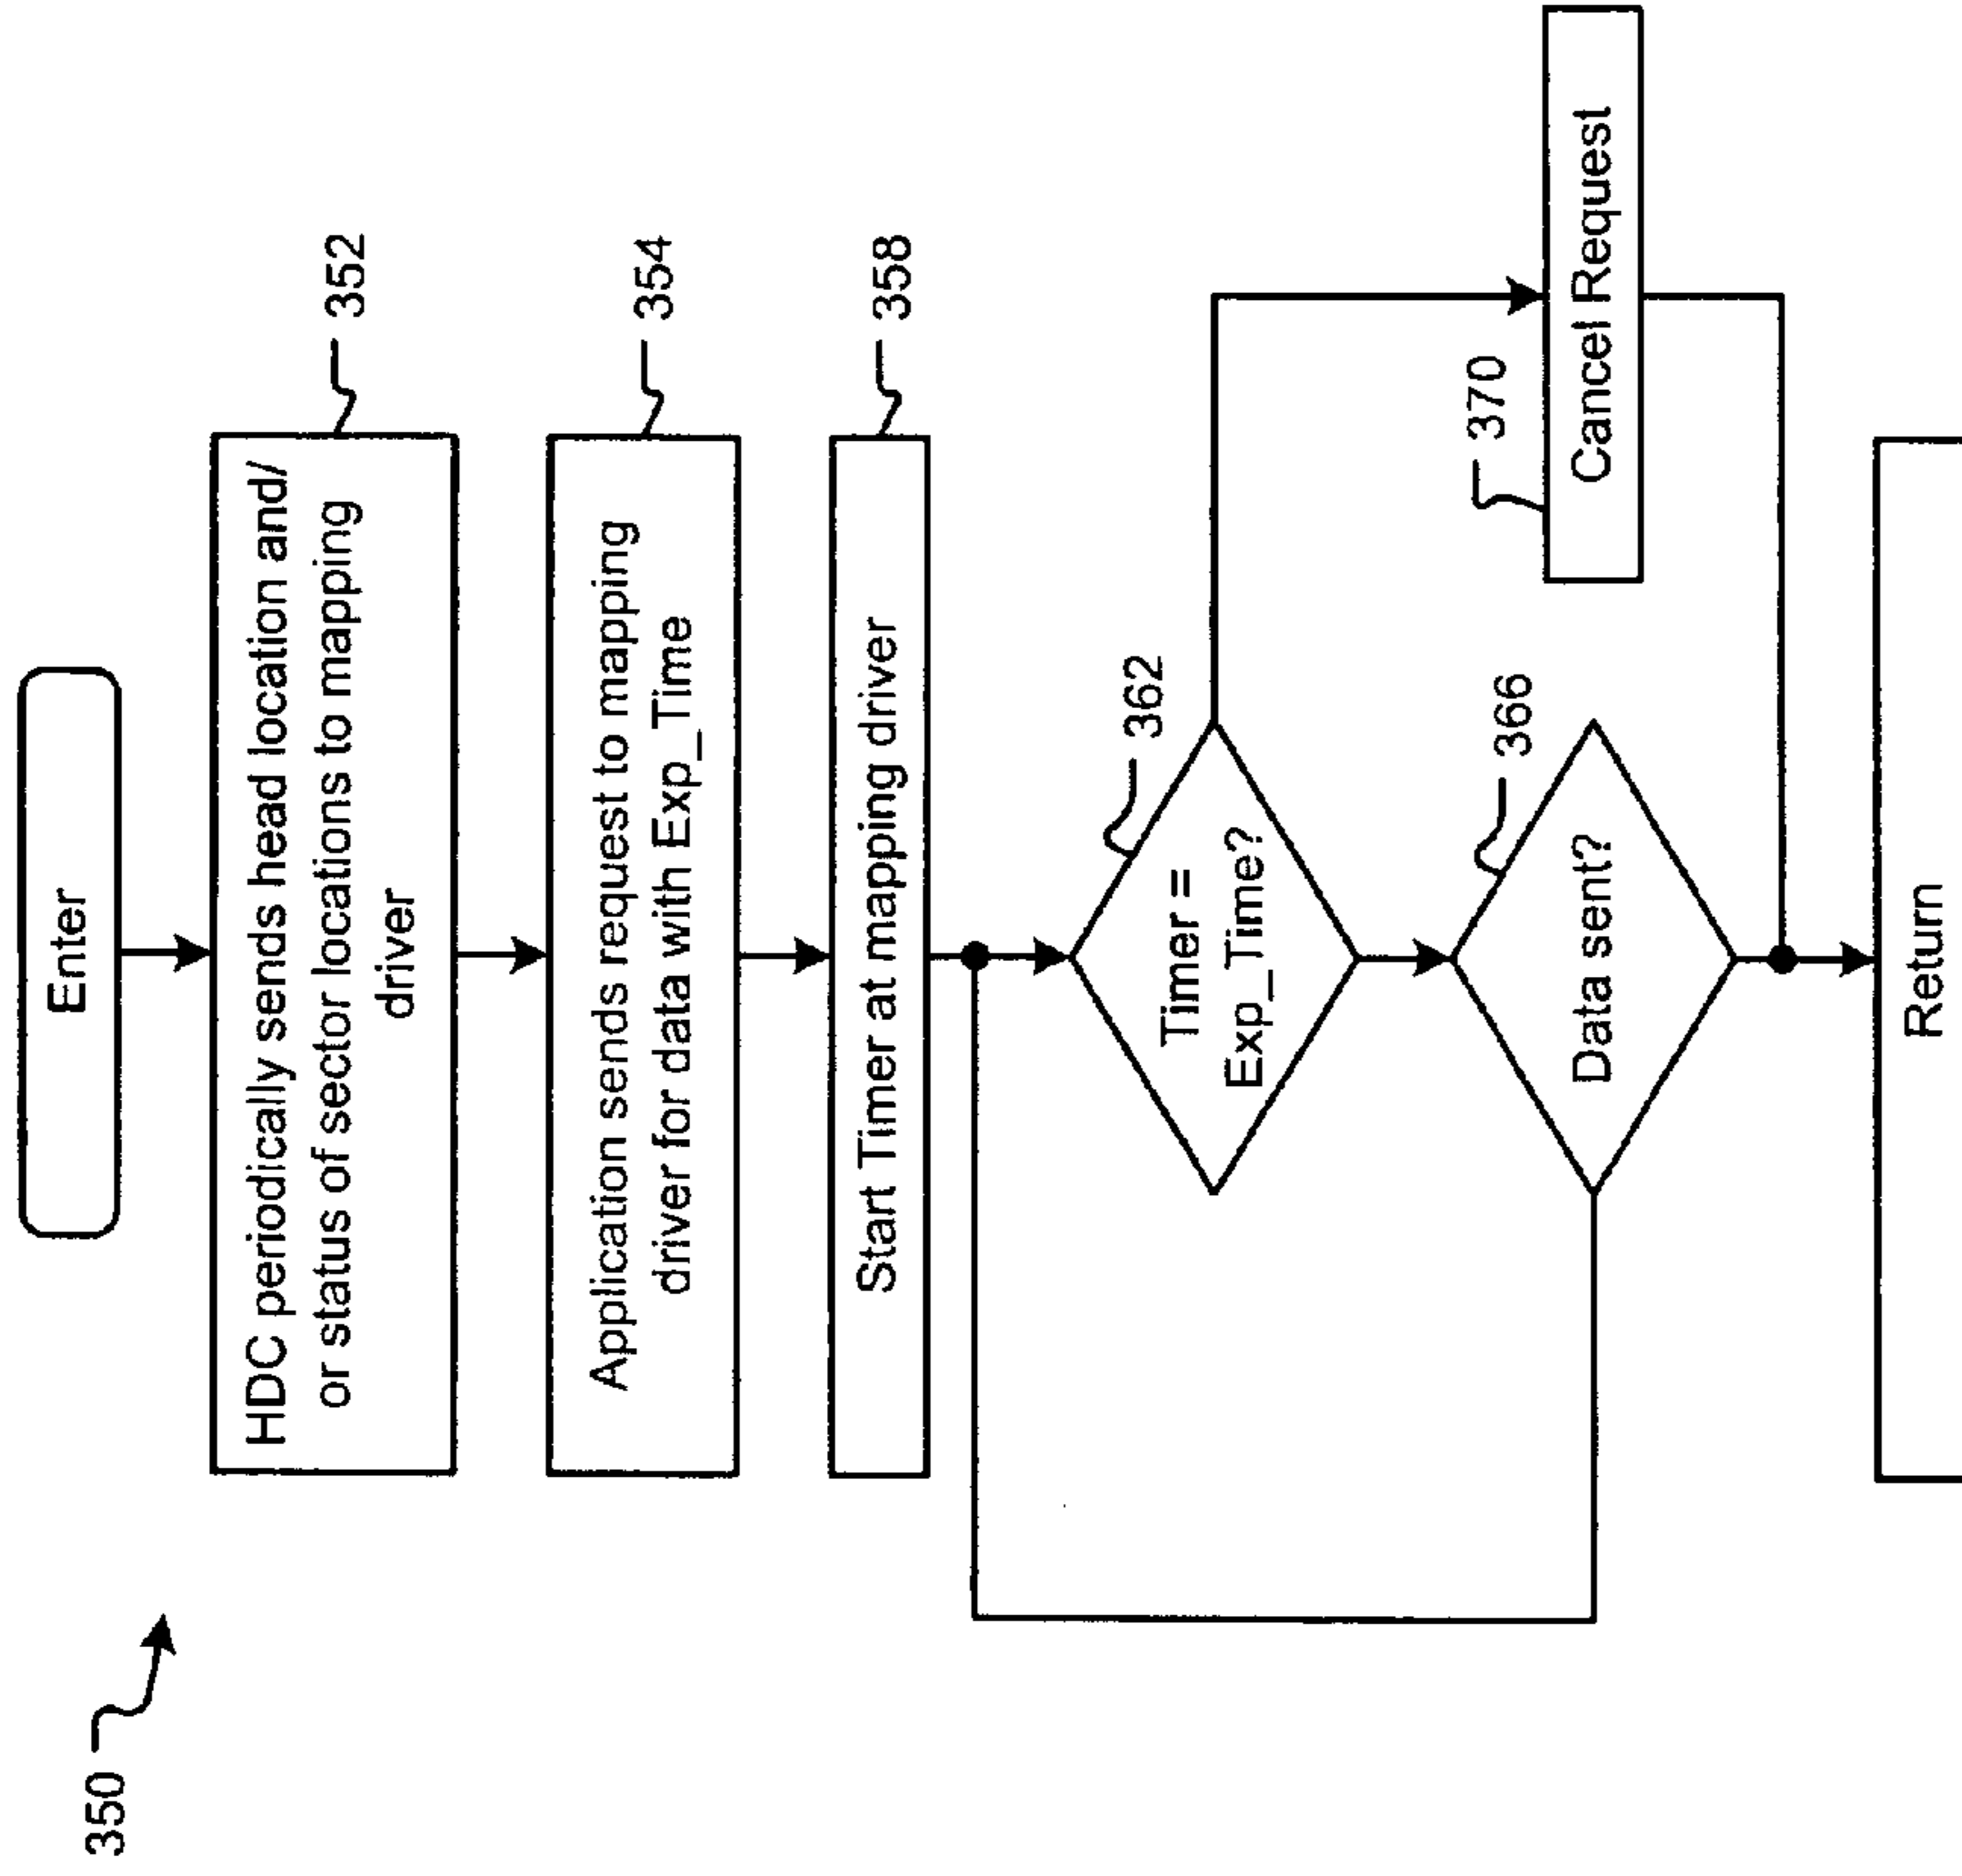 350
Enter
HDC periodically sends head location and/
or status of sector locations to mapping
driver
352
Application sends request to mapping
driver for data with Exp_Time
354
Start Timer at mapping driver
358
Timer =
Exp_Time?
362
Data sent?
366
370
Cancel Request
Return